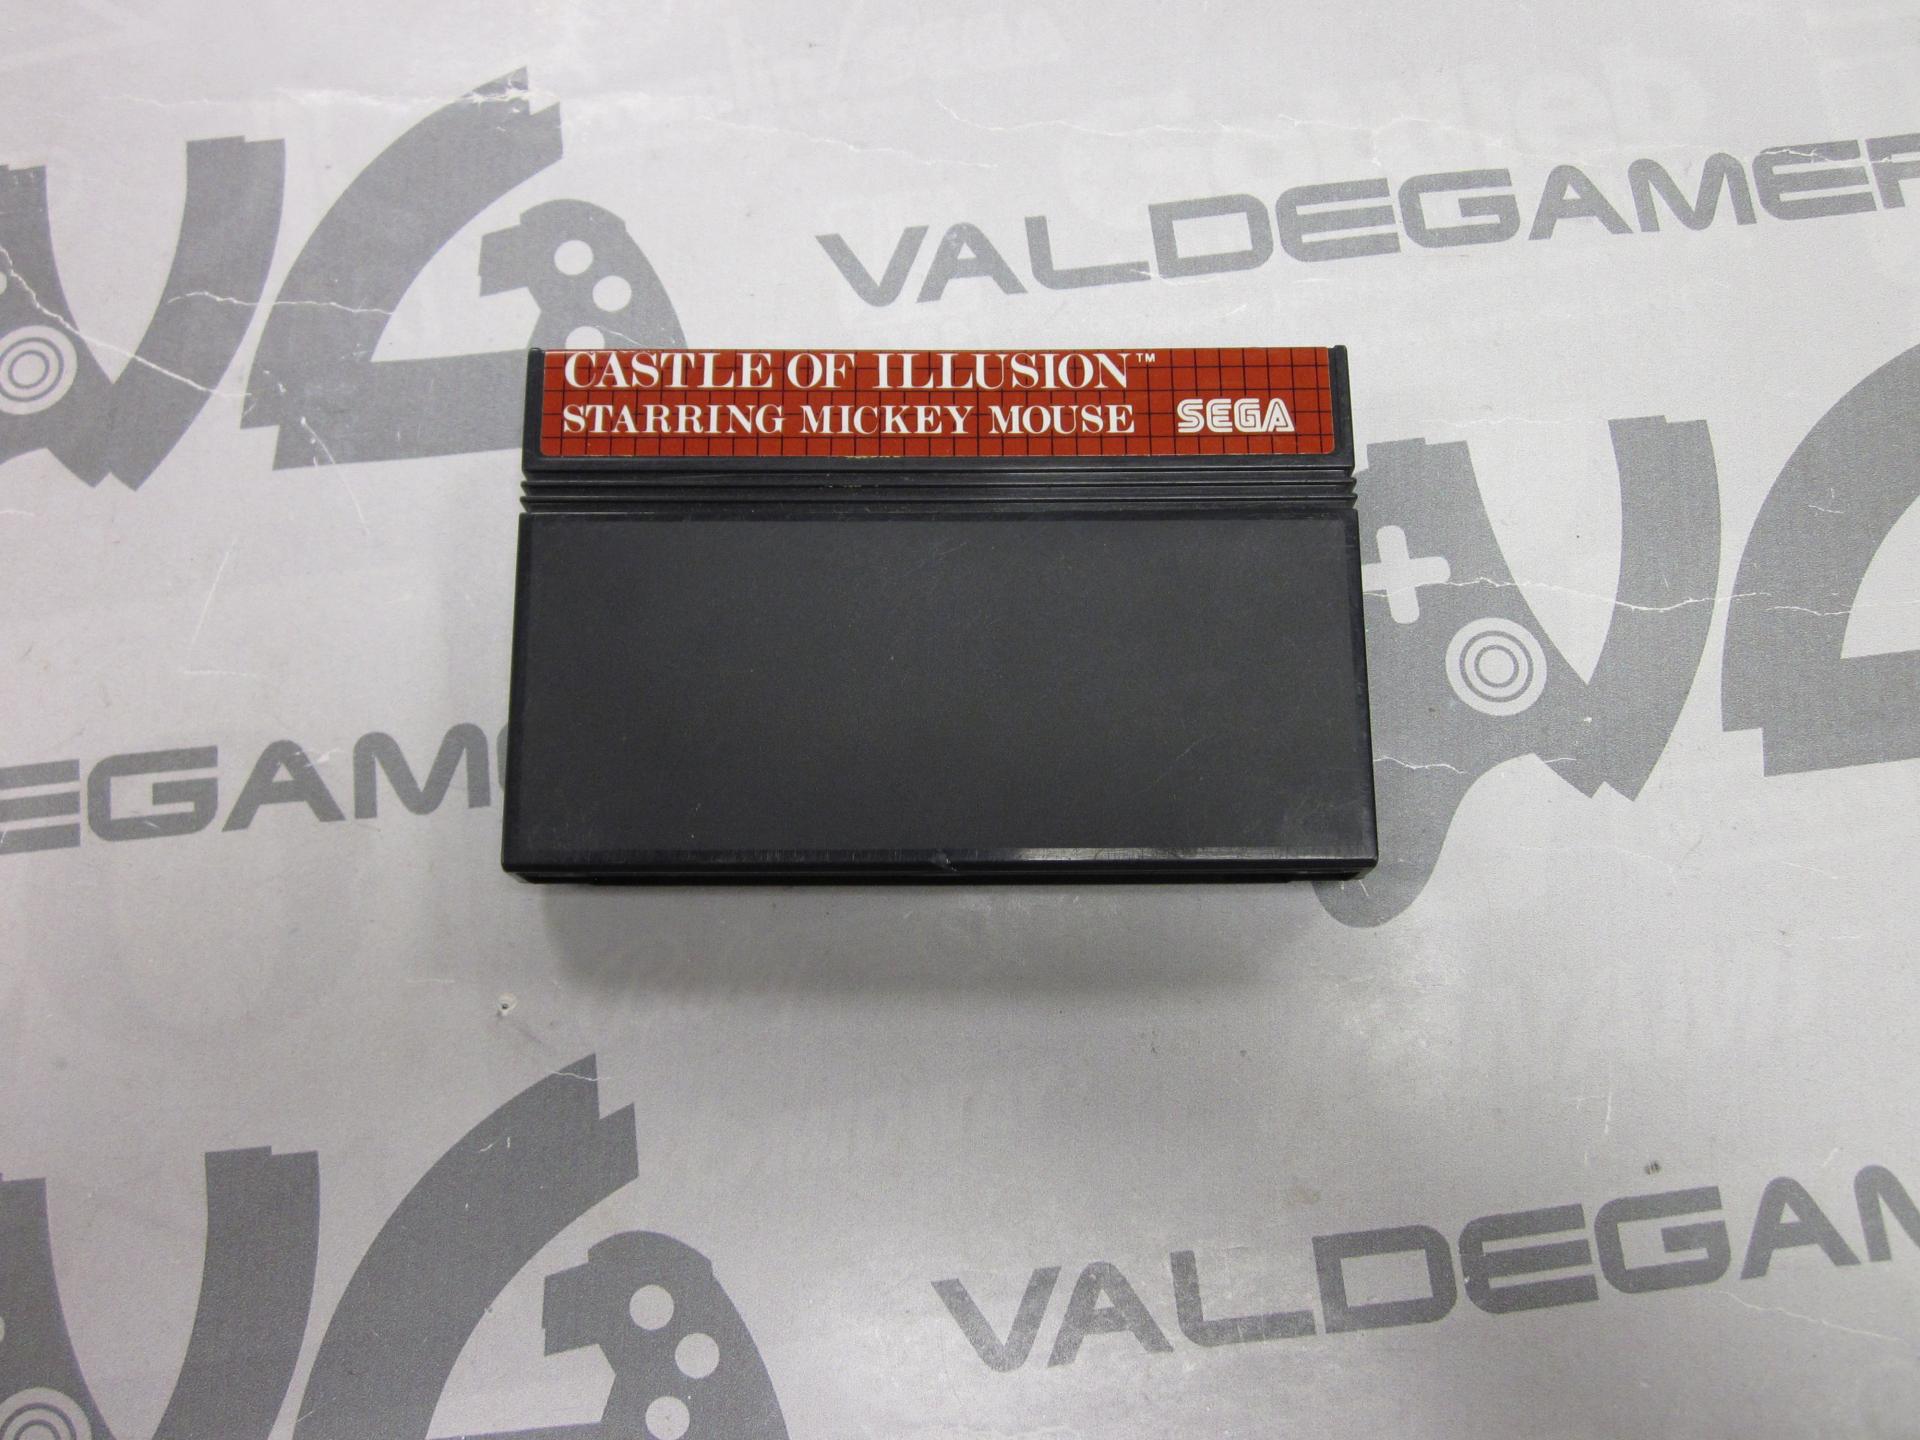 VALDEGAMER
CASTLE OF ILLUSION™
STARRING MICKEY MOUSE
SEGA
EGAM
VALDEGAM